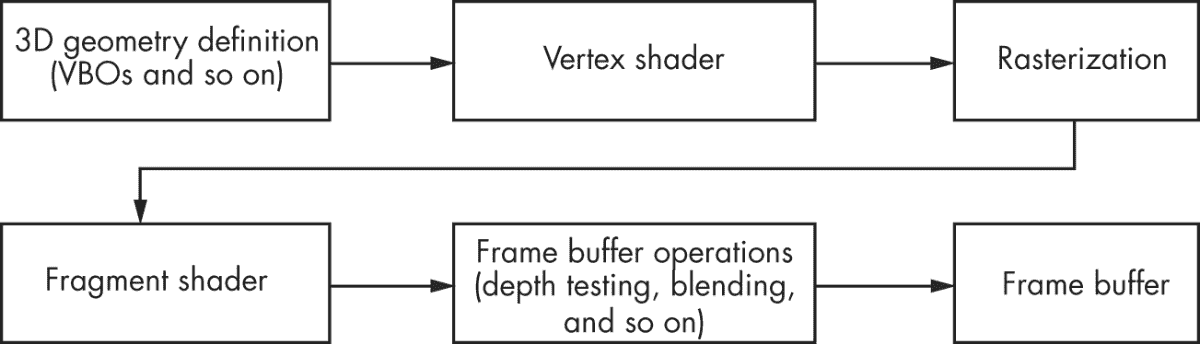 3D geometry definition
(VBOs and so on)
Vertex shader
Rasterization
Fragment shader
Frame buffer operations
(depth testing, blending,
and so on)
Frame buffer